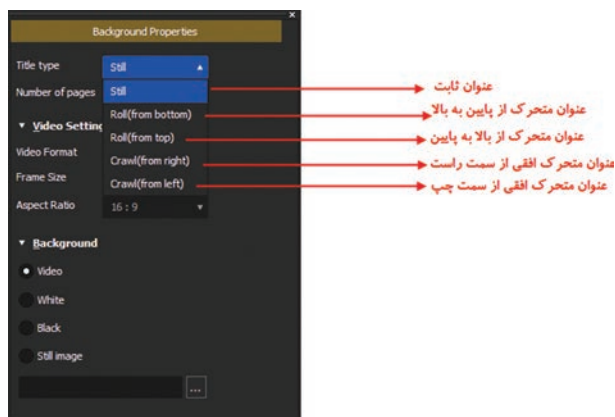 ×
Background Properties
Title type Still
Number of pages Still عنوان ثابت
Roll(from bottom) عنوان متحرک از پایین به بالا
▼ Video Setting Roll(from top) عنوان متحرک از بالا به پایین
Video Format Crawl(from right) عنوان متحرک افقی از سمت راست
Frame Size Crawl(from left) عنوان متحرک افقی از سمت چپ
Aspect Ratio 16 : 9
▼ Background
Video
White
Black
Still image
...